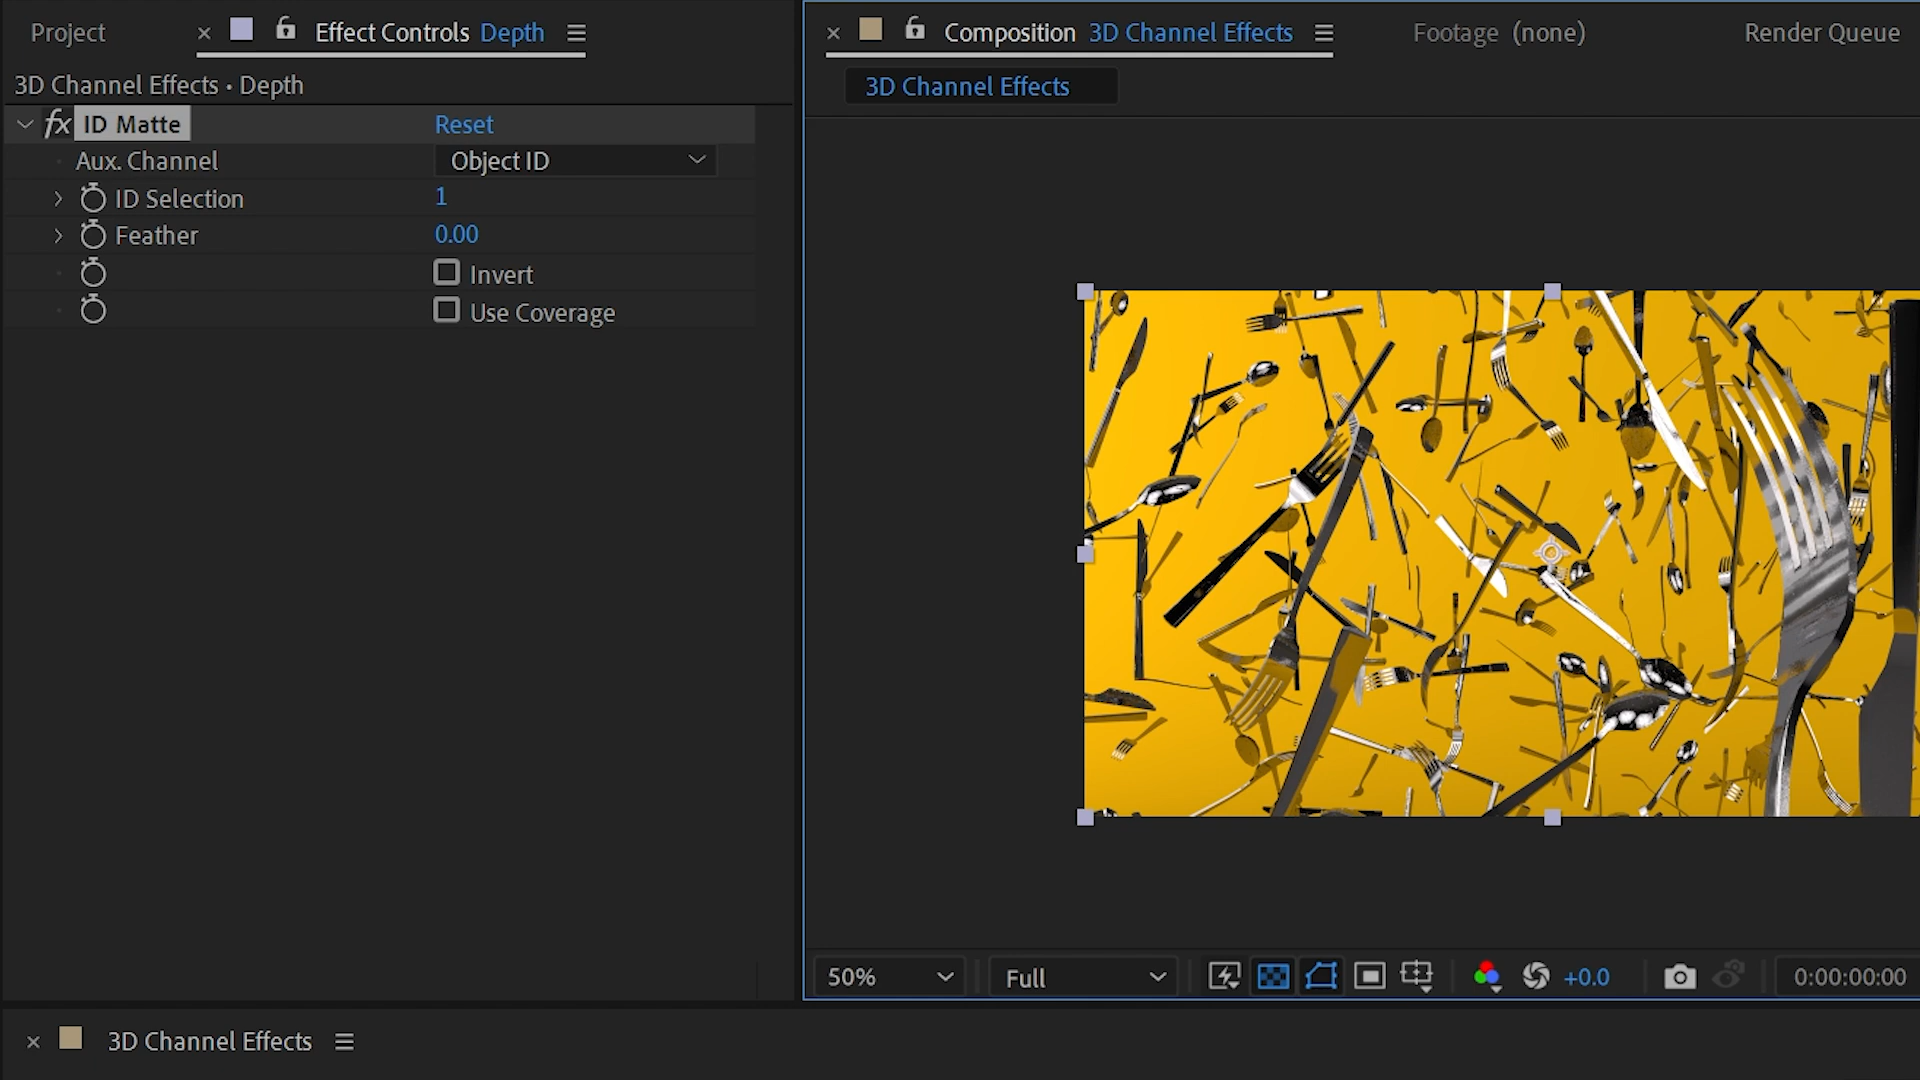 Project
Effect Controls Depth
3D Channel Effects • Depth
fx ID Matte Reset
Aux. Channel Object ID
ID Selection 1
Feather 0.00
Invert
Use Coverage
Composition 3D Channel Effects
Footage (none)
Render Queue
3D Channel Effects
50% Full +0.0 0:00:00:00
3D Channel Effects